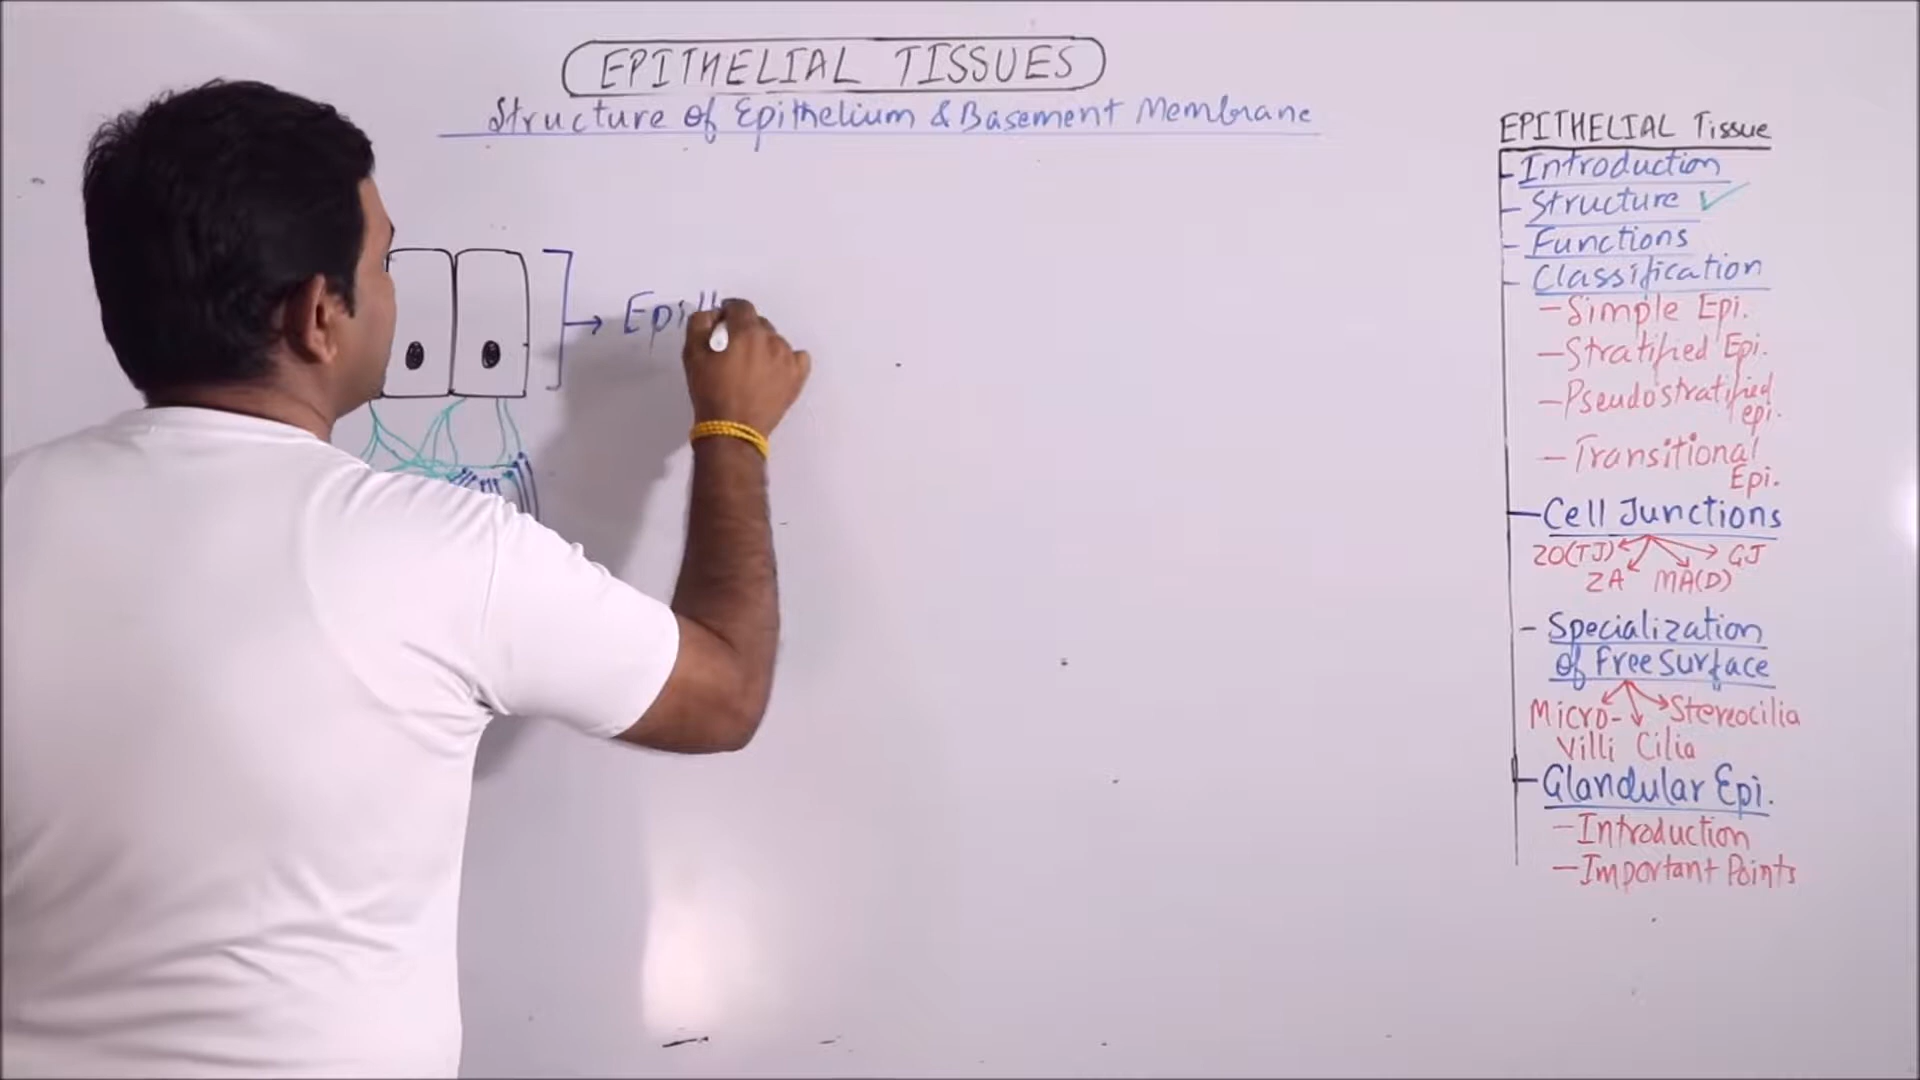 EPITHELIAL TISSUES
Structure of Epithelium & Basement Membrane
EPITHELIAL Tissue
Introduction
Structure ✓
Functions
Classification
- Simple Epi.
- Stratified Epi.
- Pseudostratified
epi.
- Transitional
Epi.
Cell Junctions
ZO(TJ) GJ
ZA MA(D)
- Specialization
of Free Surface
Micro- Stereocilia
Villi Cilia
Glandular Epi.
- Introduction
- Important Points